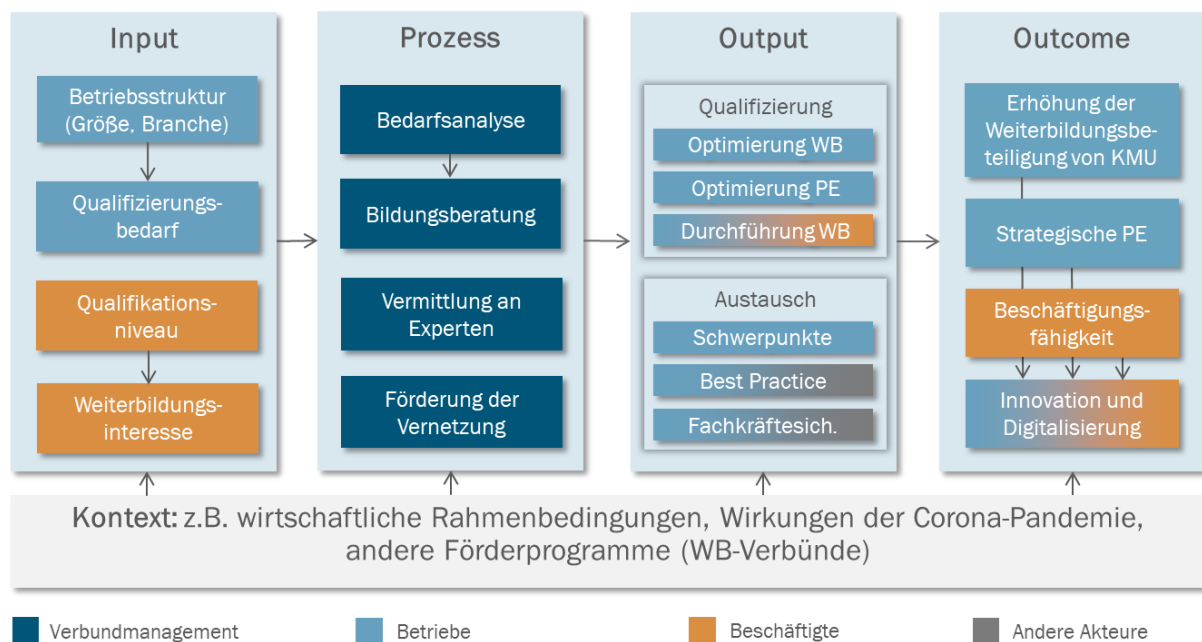 Input
Betriebsstruktur
(Größe, Branche)
Qualifizierungs-
bedarf
Qualifikations-
niveau
Weiterbildungs-
interesse
Prozess
Bedarfsanalyse
Bildungsberatung
Vermittlung an
Experten
Förderung der
Vernetzung
Output
Qualifizierung
Optimierung WB
Optimierung PE
Durchführung WB
Austausch
Schwerpunkte
Best Practice
Fachkräftesich.
Outcome
Erhöhung der
Weiterbildungsbe-
teiligung von KMU
Strategische PE
Beschäftigungs-
fähigkeit
Innovation und
Digitalisierung
Kontext: z.B. wirtschaftliche Rahmenbedingungen, Wirkungen der Corona-Pandemie,
andere Förderprogramme (WB-Verbünde)
Verbundmanagement
Betriebe
Beschäftigte
Andere Akteure